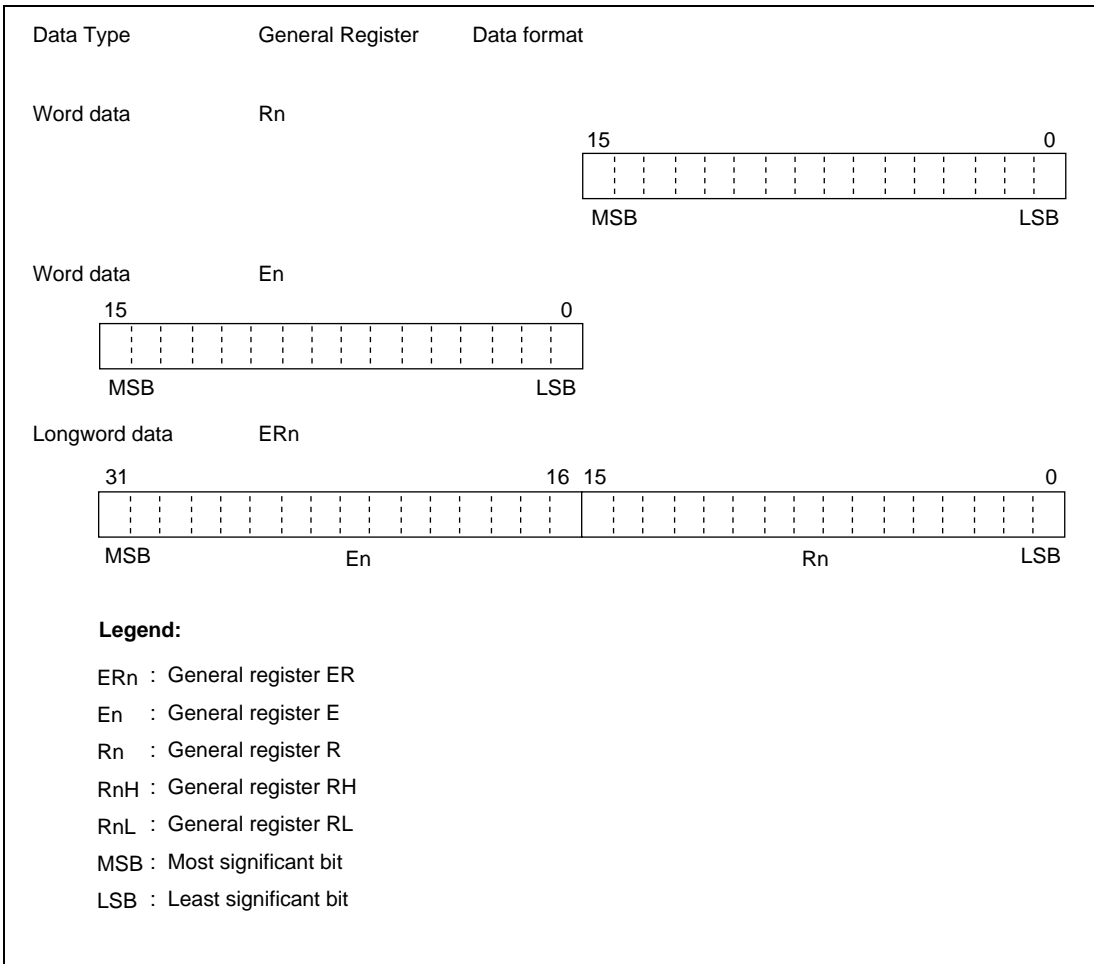 Data Type General Register Data format
Word data Rn
15 0
MSB LSB
Word data En
15 0
MSB LSB
Longword data ERn
31 16 15 0
MSB En Rn LSB
Legend:
ERn : General register ER
En : General register E
Rn : General register R
RnH : General register RH
RnL : General register RL
MSB : Most significant bit
LSB : Least significant bit